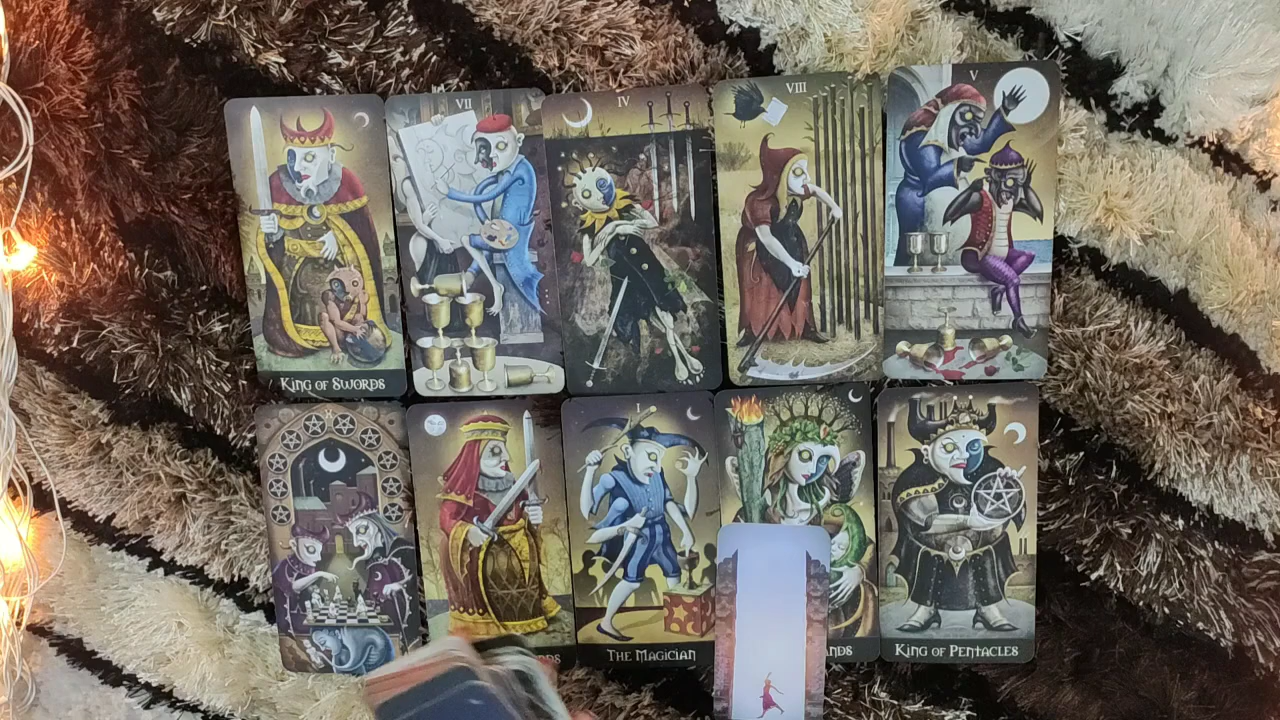 VII
IV
VIII
V
King of Swords
X
I
The Magician
King of Pentacles